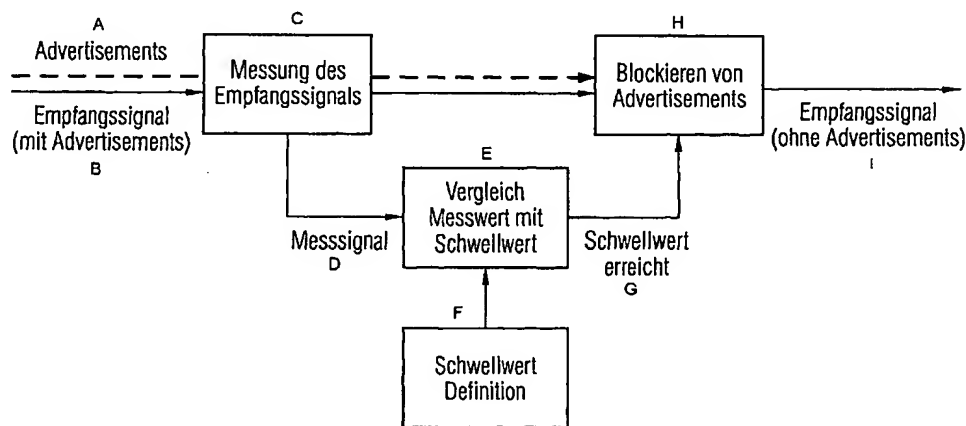 A
Advertisements
Empfangssignal
(mit Advertisements)
B
C
Messung des
Empfangssignals
H
Blockieren von
Advertisements
Empfangssignal
(ohne Advertisements)
I
Messsignal
D
E
Vergleich
Messwert mit
Schwellwert
Schwellwert
erreicht
G
F
Schwellwert
Definition